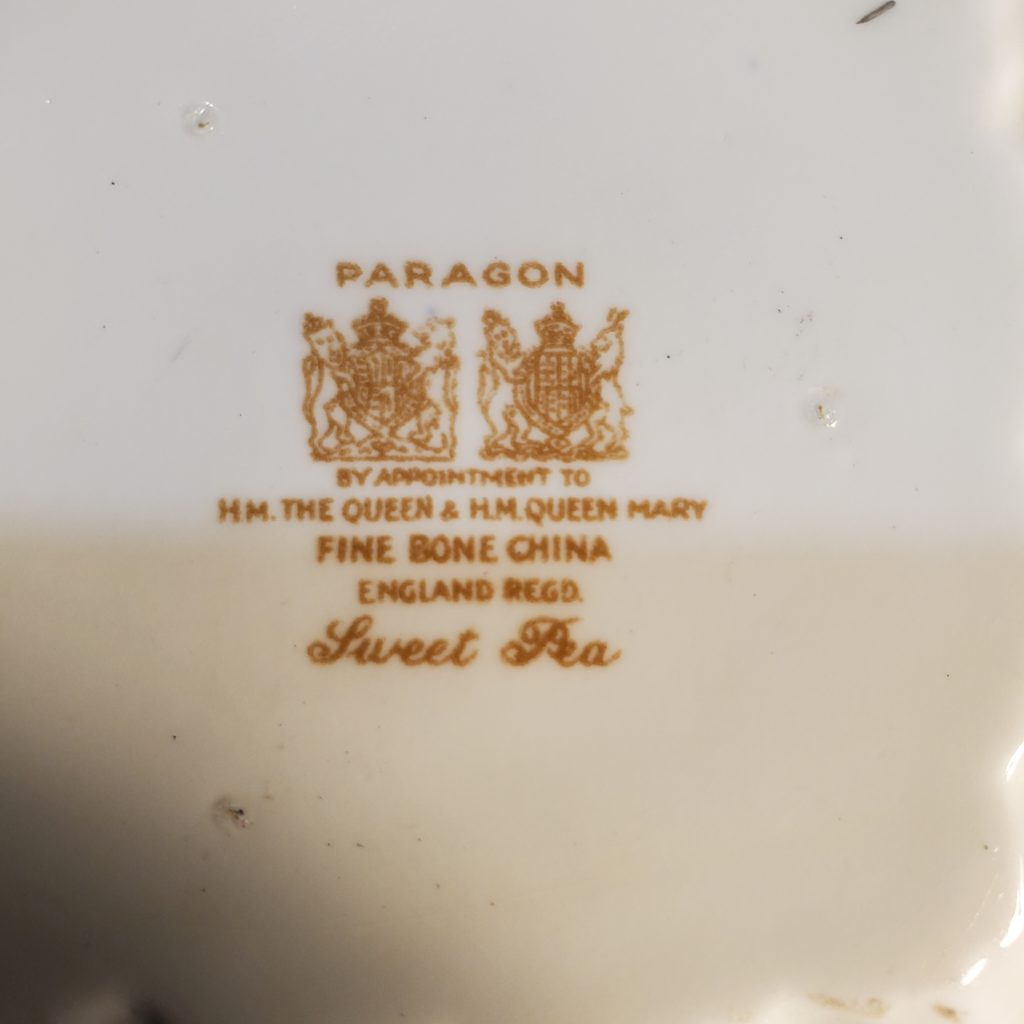 PARAGON
BY APPOINTMENT TO
H.M. THE QUEEN & H.M. QUEEN MARY
FINE BONE CHINA
ENGLAND REGD.
Sweet Pea